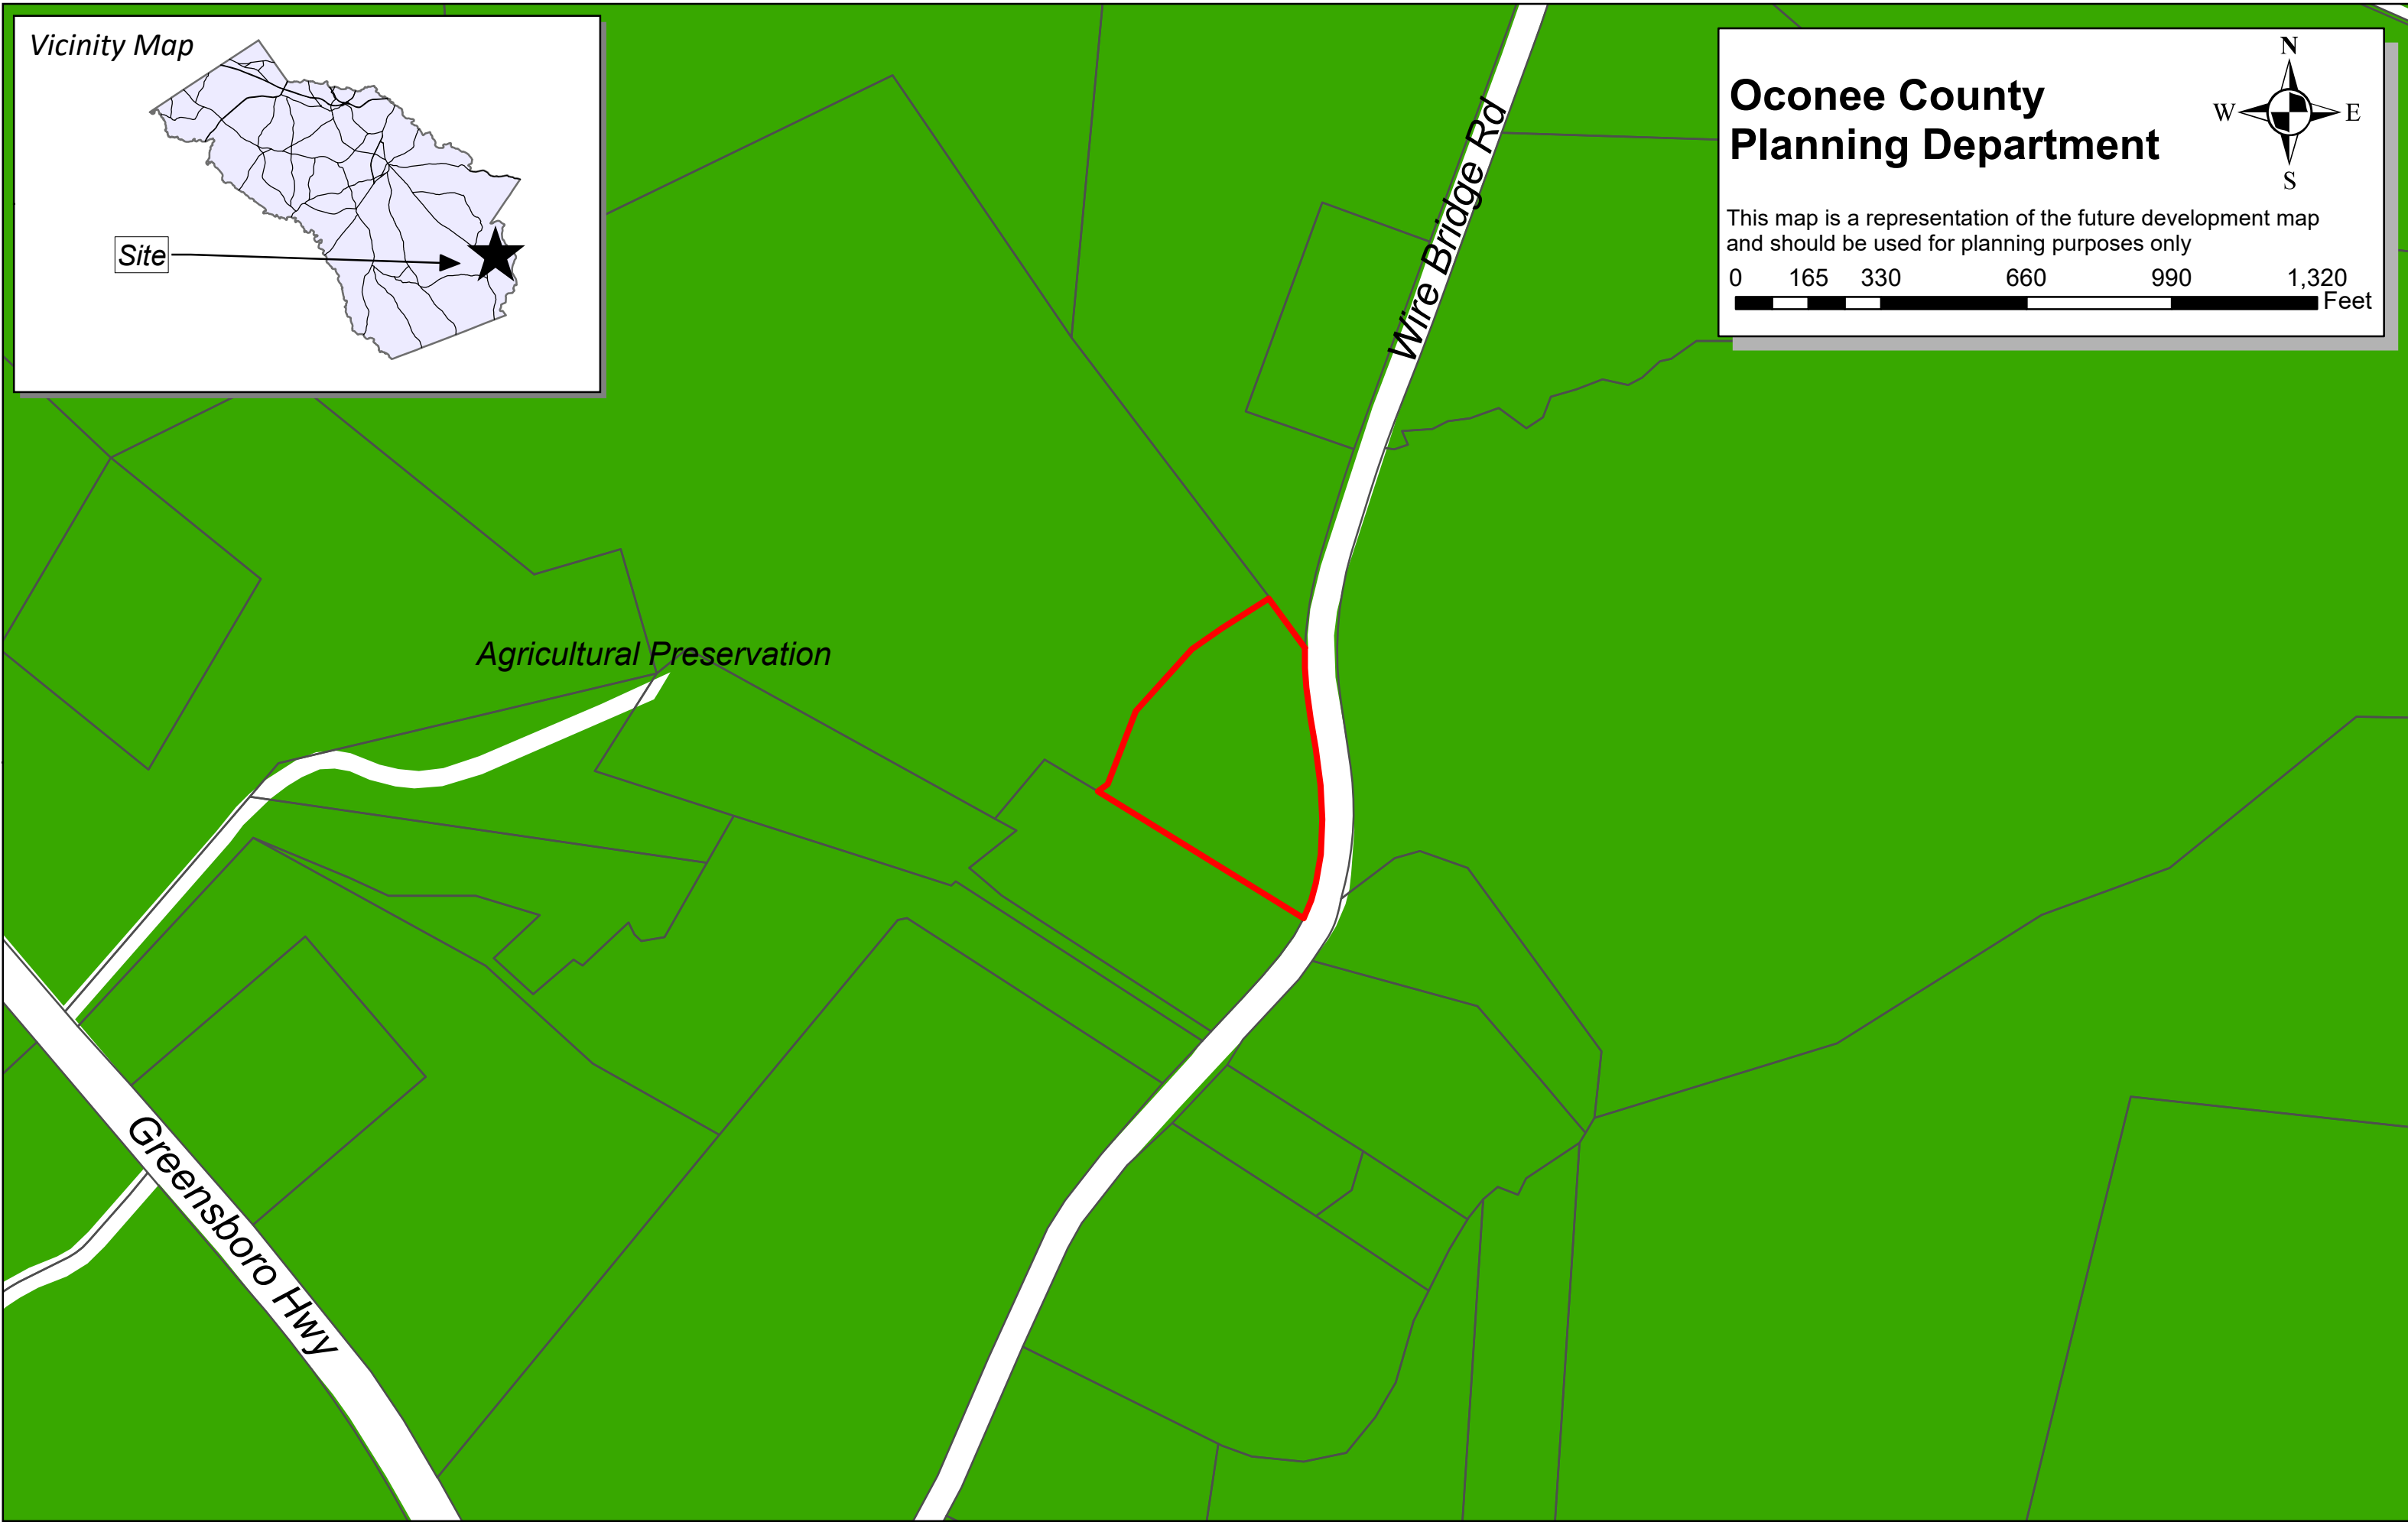 Vicinity Map
Site
Oconee County
Planning Department
N
W
E
S
This map is a representation of the future development map
and should be used for planning purposes only
0 165 330 660 990 1,320
Feet
Wire Bridge Rd
Agricultural Preservation
Greensboro Hwy